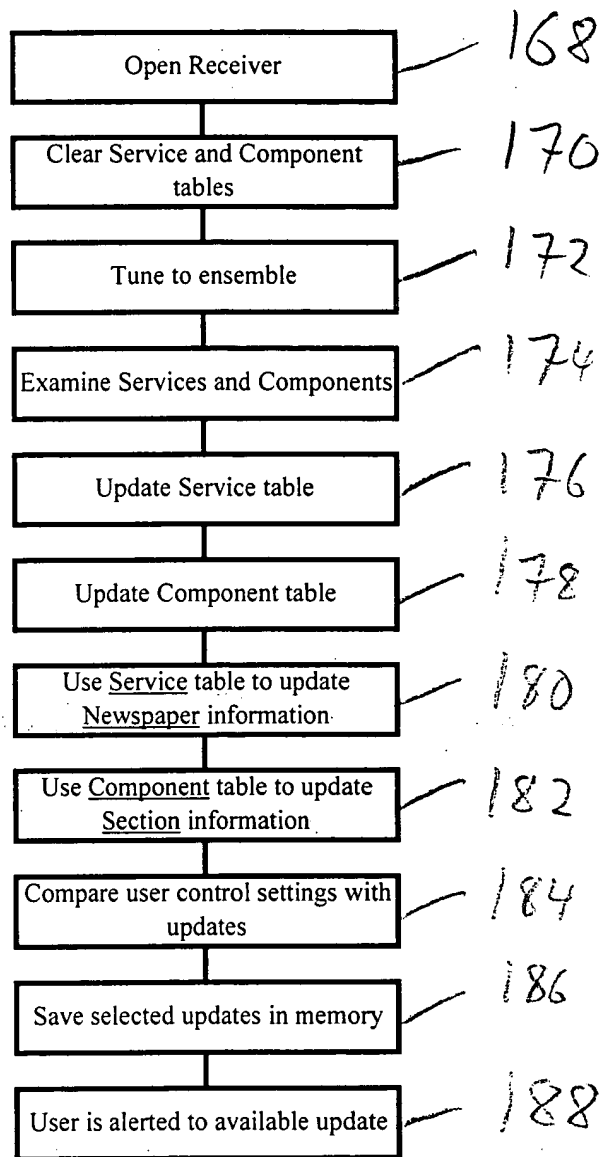 Open Receiver 168
Clear Service and Component 170
tables
Tune to ensemble 172
Examine Services and Components 174
Update Service table 176
Update Component table 178
Use Service table to update 180
Newspaper information
Use Component table to update 182
Section information
Compare user control settings with 184
updates
Save selected updates in memory 186
User is alerted to available update 188